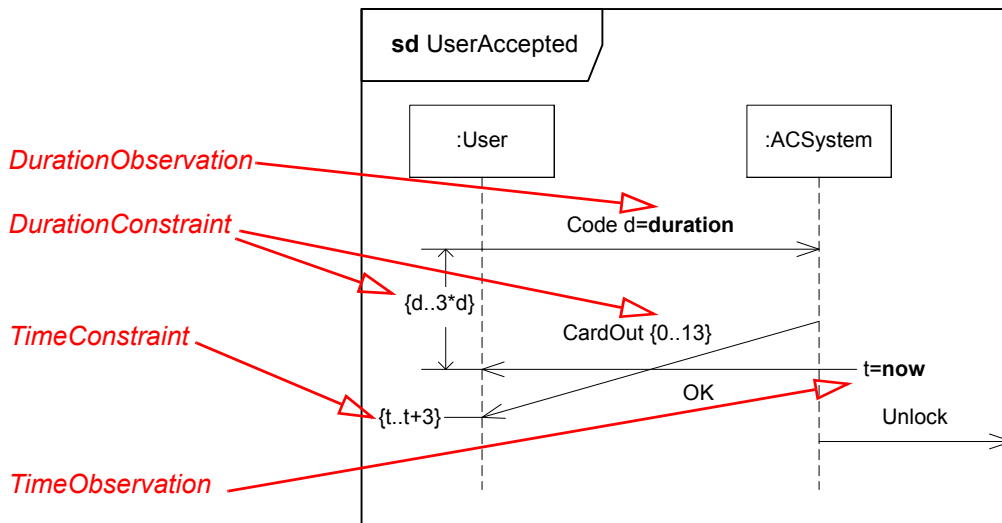 sd UserAccepted
:User
:ACSystem
DurationObservation
Code d=duration
DurationConstraint
{d..3*d}
CardOut {0..13}
TimeConstraint
t=now
OK
{t..t+3}
Unlock
TimeObservation